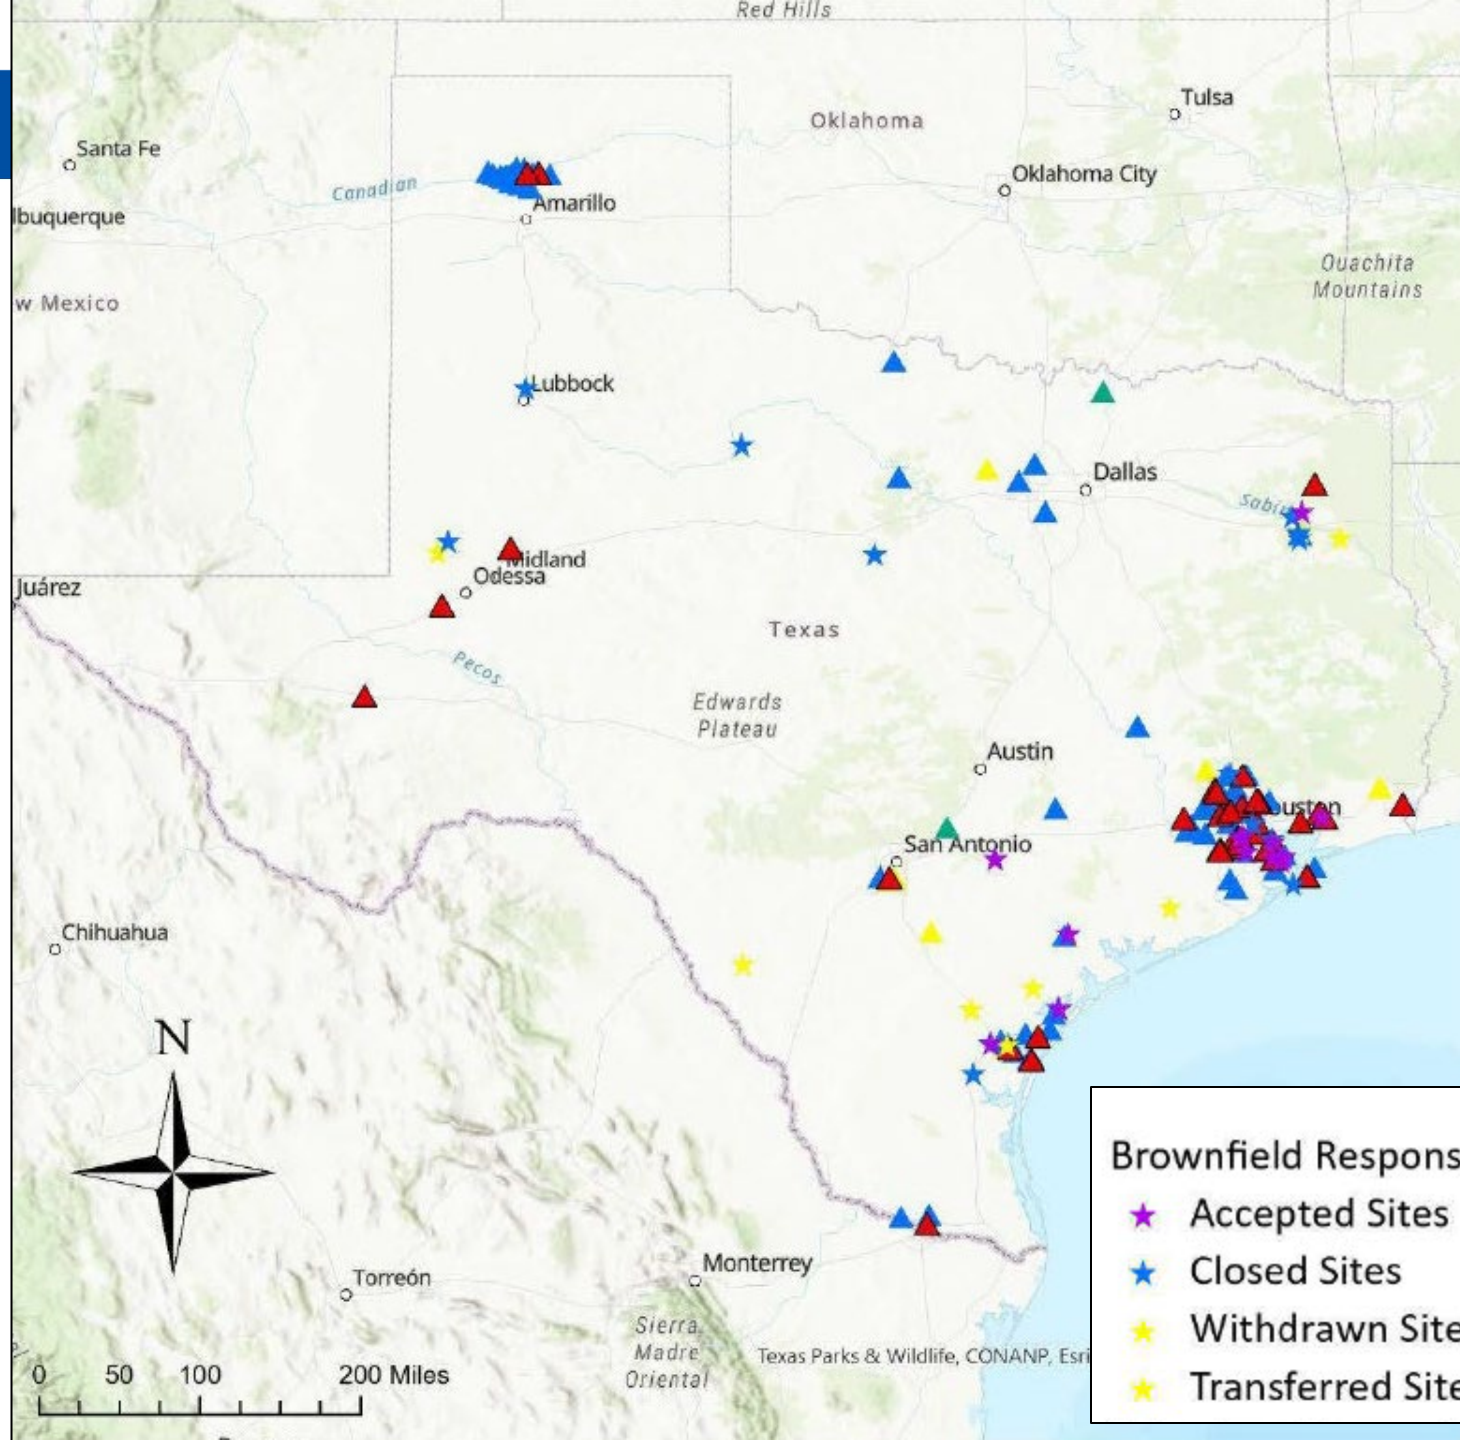 Red Hills
Tulsa
Oklahoma
Santa Fe
Oklahoma City
Canadian
Amarillo
lbuquerque
Ouachita
Mountains
w Mexico
Lubbock
Dallas
Sabin
Midland
Odessa
Juárez
Texas
Pecos
Edwards
Plateau
Austin
uston
San Antonio
Chihuahua
N
Brownfield Respons
Accepted Sites
Closed Sites
Withdrawn Site
Transferred Site
Monterrey
Torreón
Sierra
Madre
Oriental
Texas Parks & Wildlife, CONANP, Esri
0 50 100 200 Miles